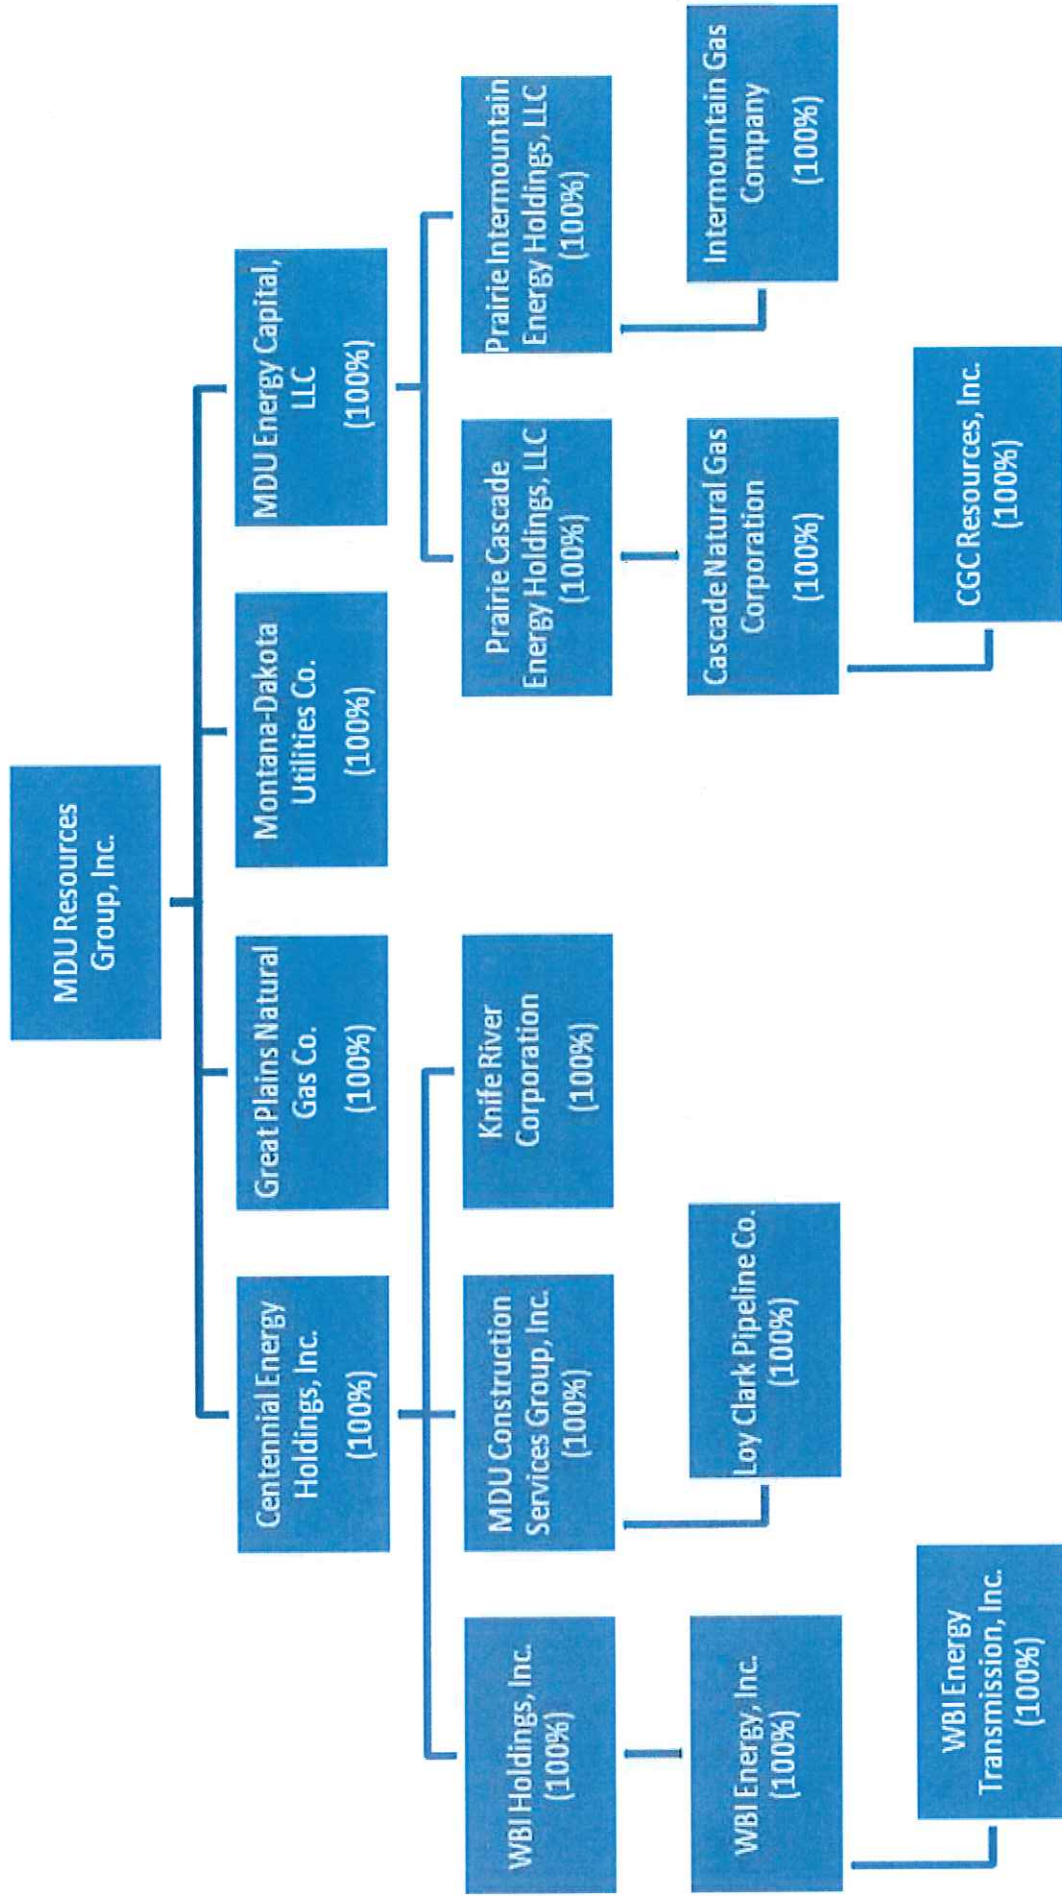 MDU Resources
Group, Inc.
Centennial Energy
Holdings, Inc.
(100%)
Great Plains Natural
Gas Co.
(100%)
Montana-Dakota
Utilities Co.
(100%)
MDU Energy Capital,
LLC
(100%)
WBI Holdings, Inc.
(100%)
MDU Construction
Services Group, Inc.
(100%)
Knife River
Corporation
(100%)
Prairie Cascade
Energy Holdings, LLC
(100%)
Prairie Intermountain
Energy Holdings, LLC
(100%)
WBI Energy, Inc.
(100%)
Loy Clark Pipeline Co.
(100%)
Cascade Natural Gas
Corporation
(100%)
Intermountain Gas
Company
(100%)
WBI Energy
Transmission, Inc.
(100%)
CGC Resources, Inc.
(100%)